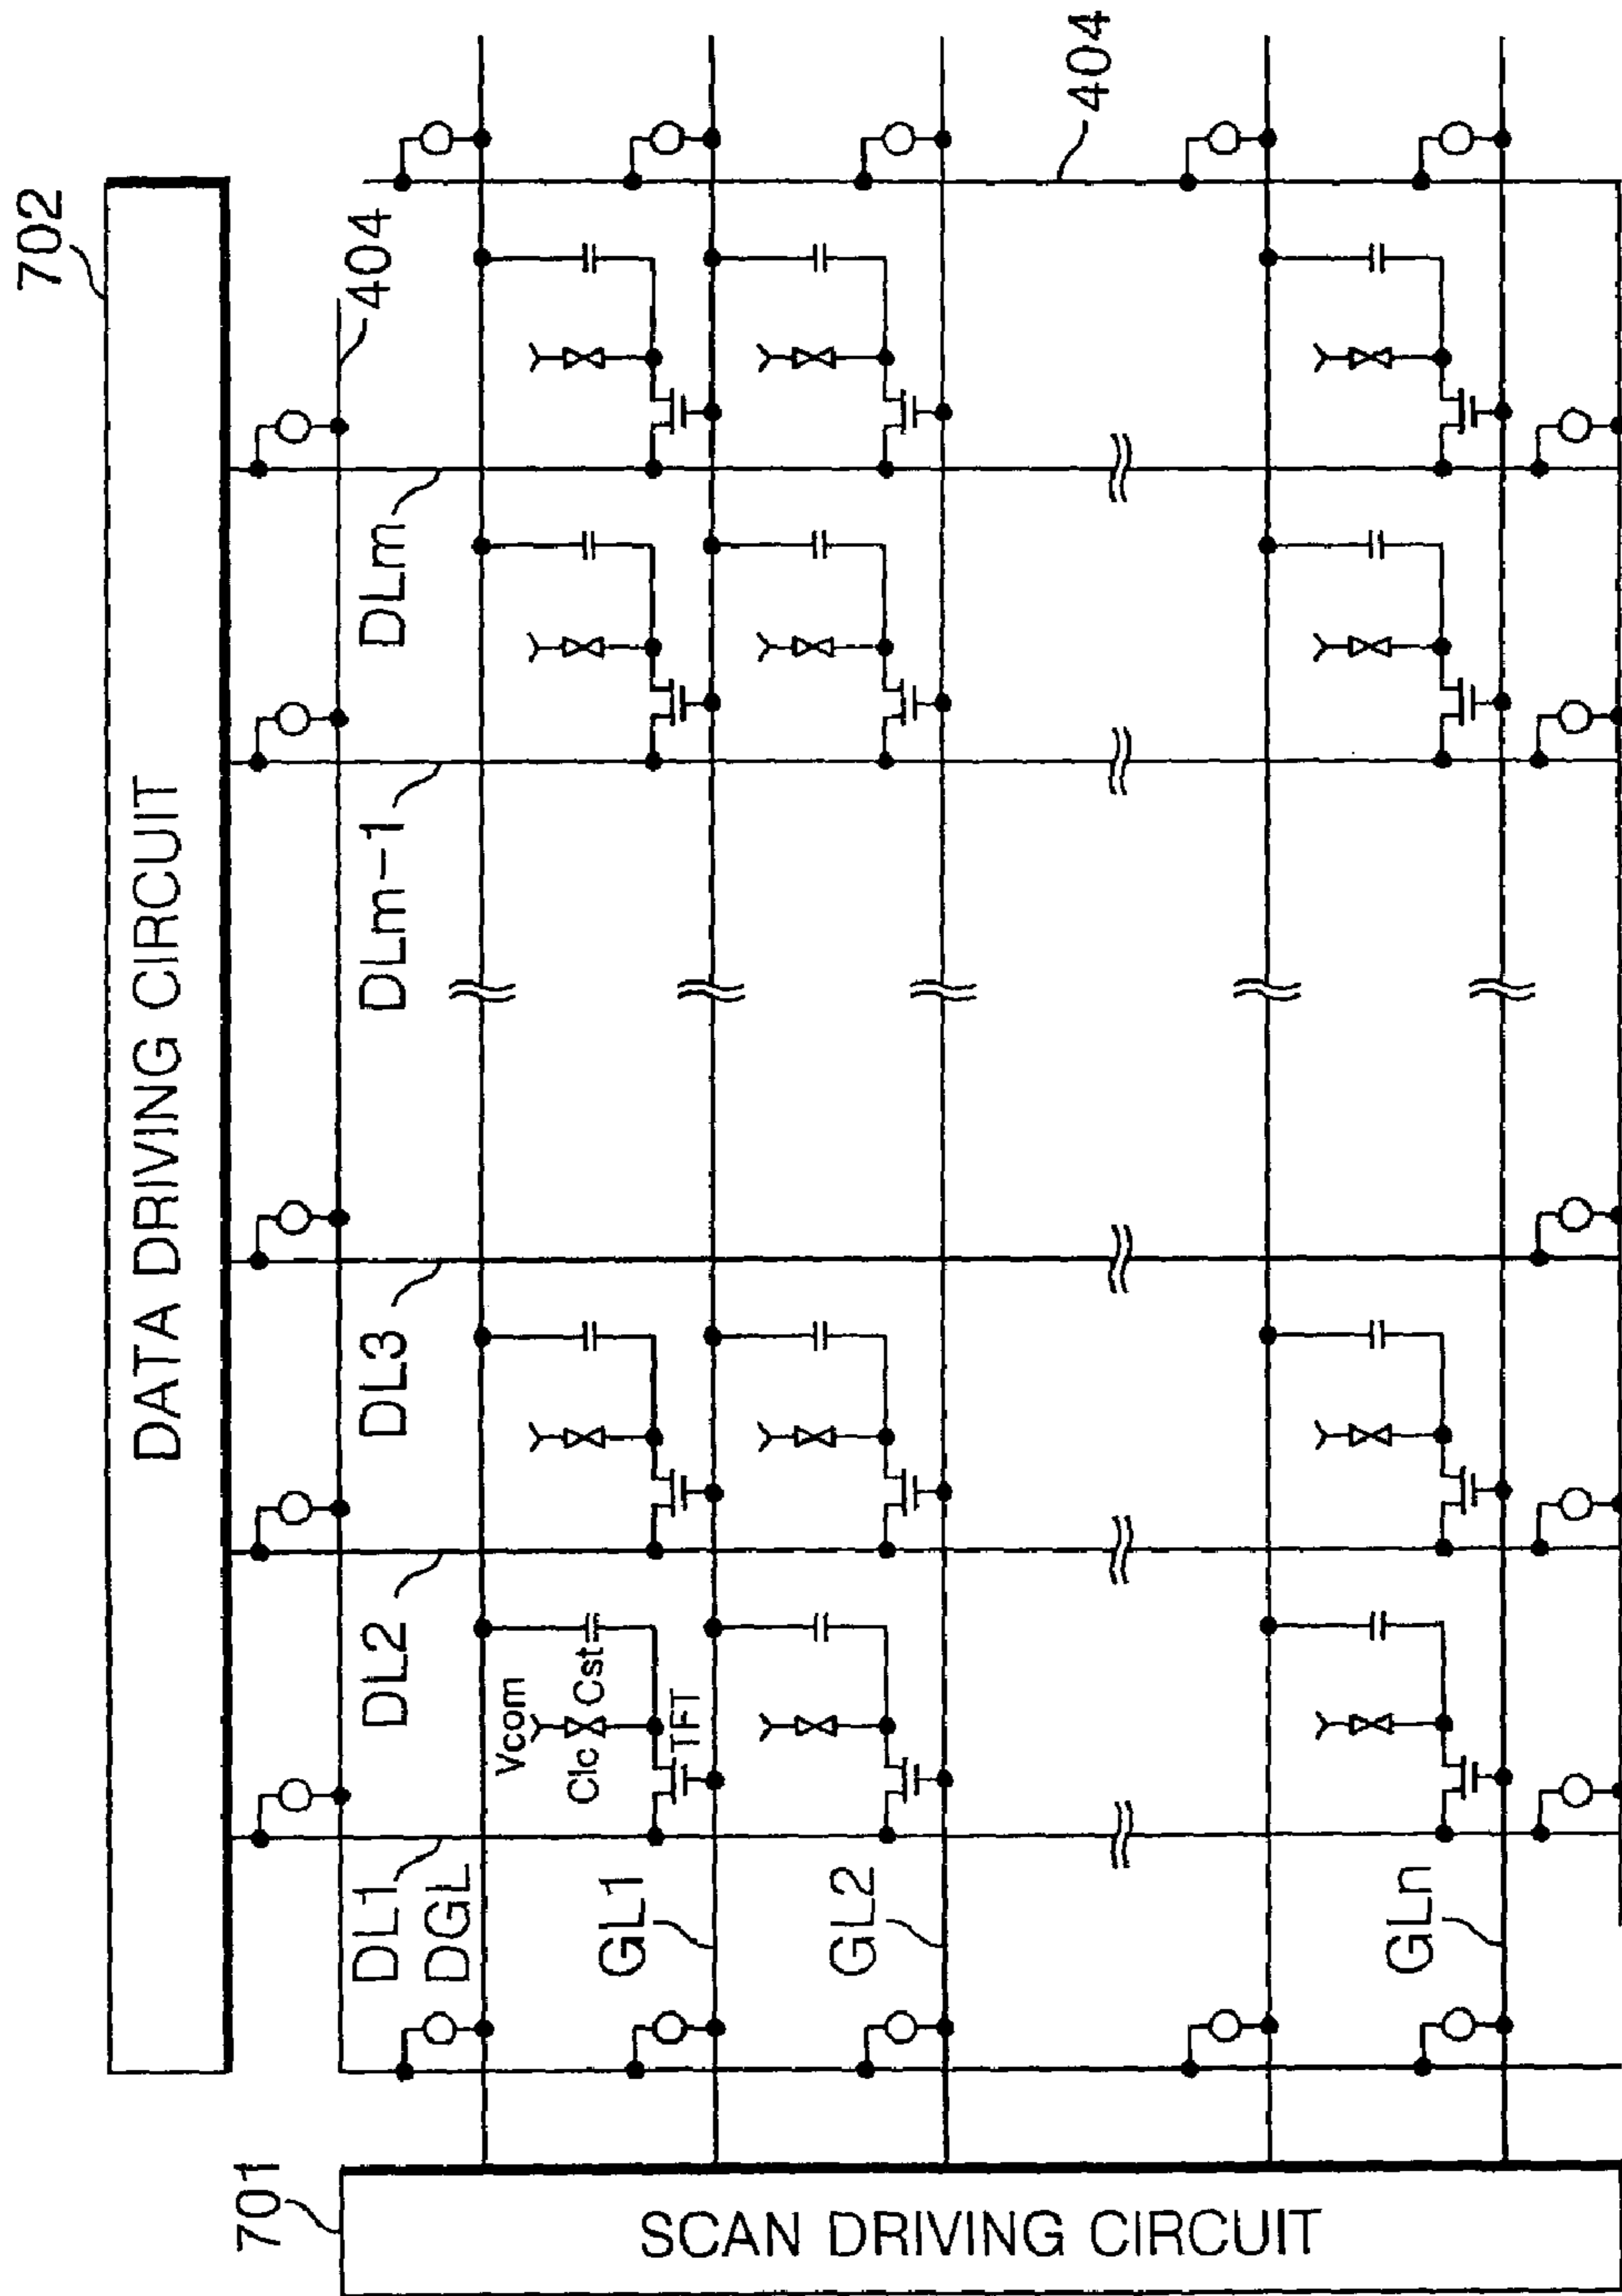 702
DATA DRIVING CIRCUIT
404
404
DL1
DL2
DL3
DLm-1
DLm
DGL
Vcom
Clc
Cst
TFT
GL1
GL2
GLn
701
SCAN DRIVING CIRCUIT